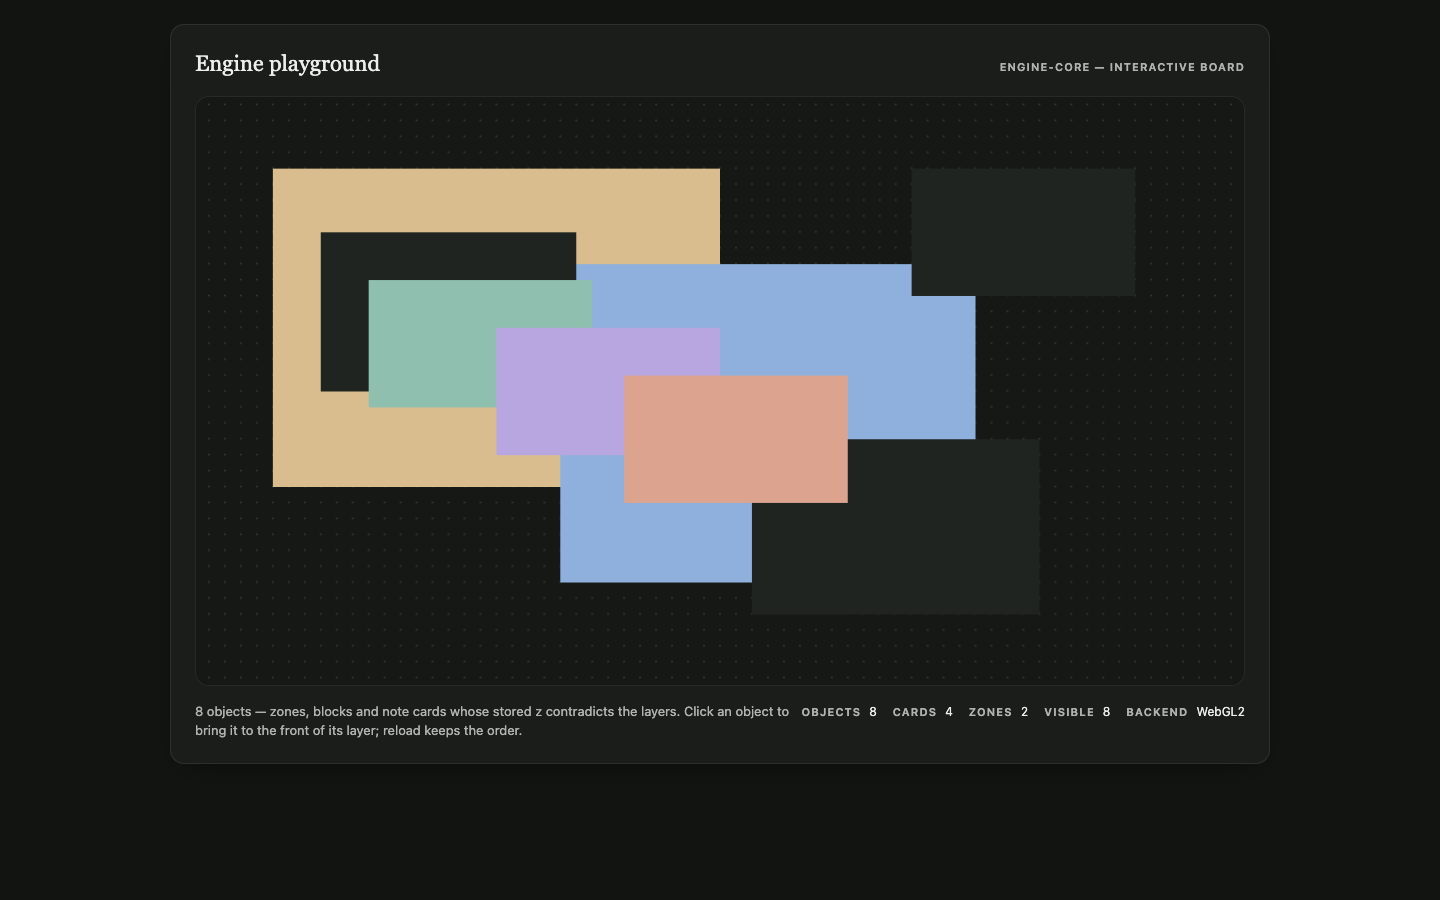 Engine playground
ENGINE-CORE — INTERACTIVE BOARD
8 objects — zones, blocks and note cards whose stored z contradicts the layers. Click an object to
bring it to the front of its layer; reload keeps the order.
OBJECTS 8 CARDS 4 ZONES 2 VISIBLE 8 BACKEND WebGL2